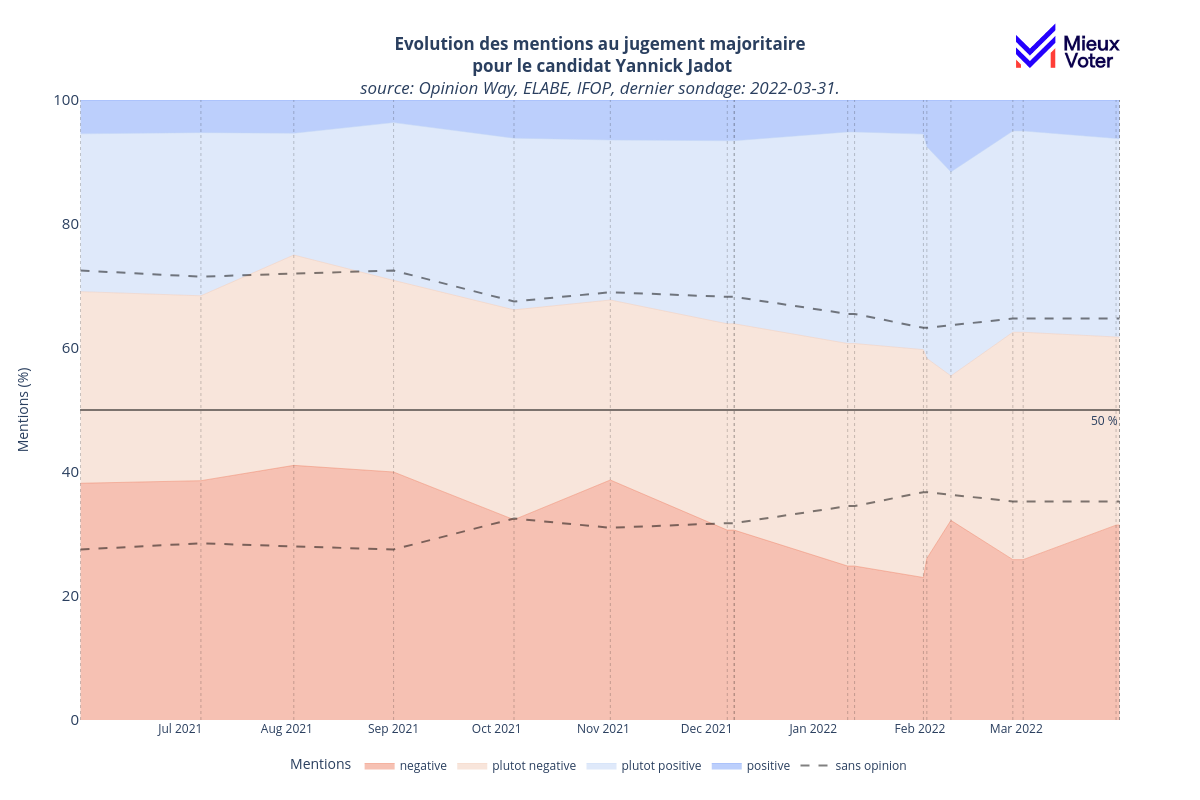 Evolution des mentions au jugement majoritaire
pour le candidat Yannick Jadot
source: Opinion Way, ELABE, IFOP, dernier sondage: 2022-03-31.
Mieux
Voter
100
80
60
40
20
0
Mentions (%)
50 %
Jul 2021
Aug 2021
Sep 2021
Oct 2021
Nov 2021
Dec 2021
Jan 2022
Feb 2022
Mar 2022
Mentions
negative
plutot negative
plutot positive
positive
sans opinion